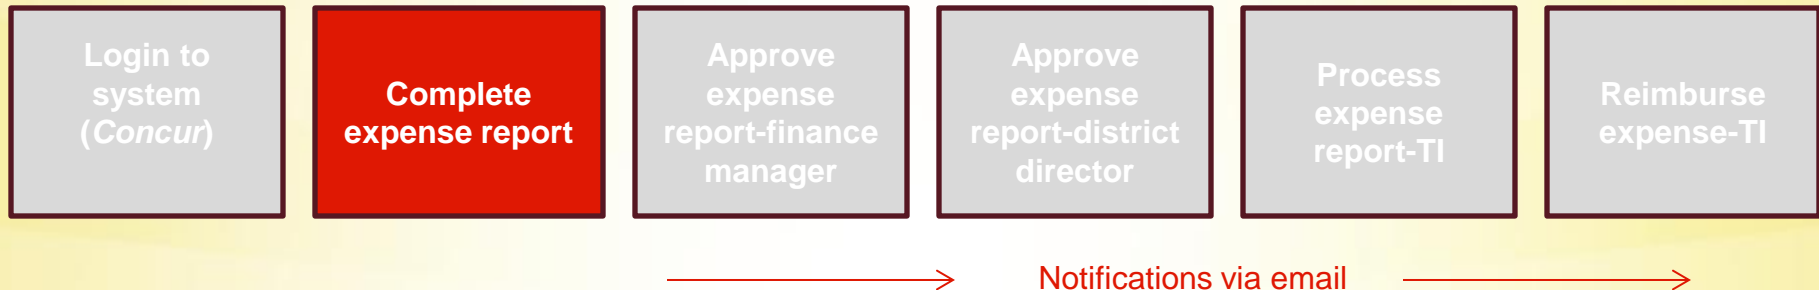 Login to
system
(Concur)
Complete
expense report
Approve
expense
report-finance
manager
Approve
expense
report-district
director
Process
expense
report-TI
Reimburse
expense-TI
Notifications via email